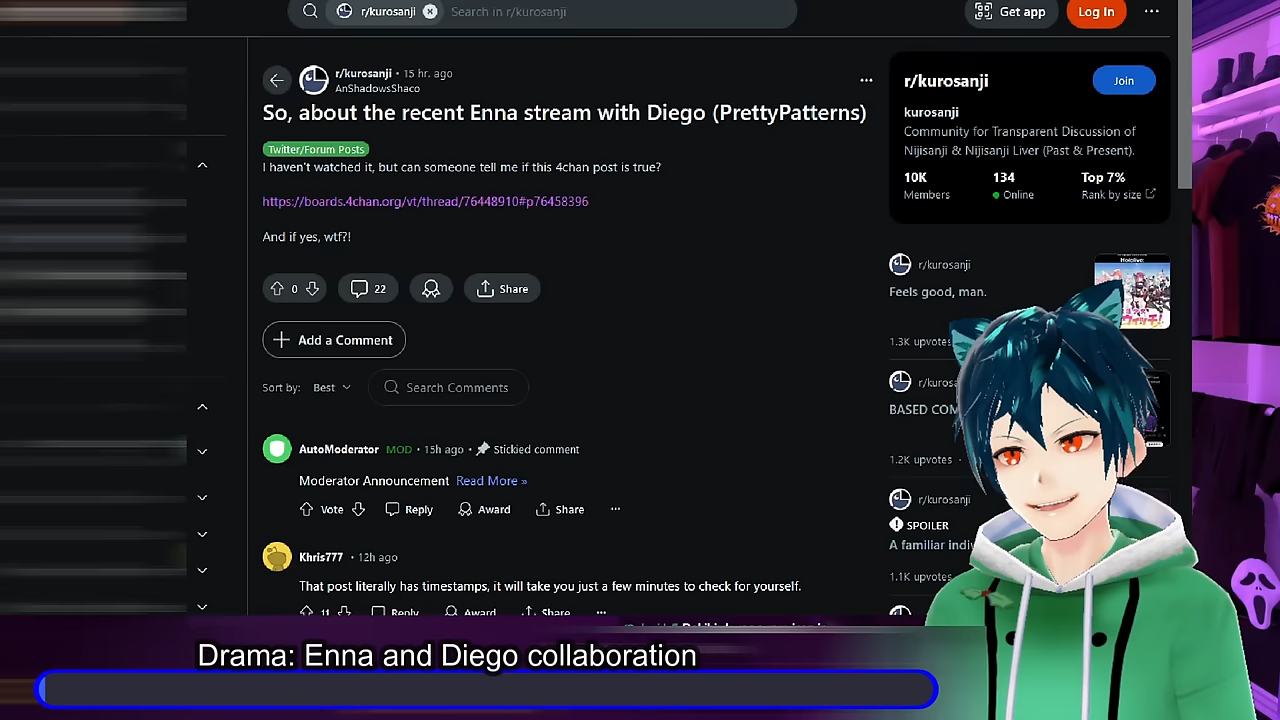 r/kurosanji
Search in r/kurosanji
Get app
Log In
r/kurosanji • 15 hr. ago
AnShadowsShaco
So, about the recent Enna stream with Diego (PrettyPatterns)
Twitter/Forum Posts
I haven't watched it, but can someone tell me if this 4chan post is true?
https://boards.4chan.org/vt/thread/76448910#p76458396
And if yes, wtf?!
0
22
Share
Add a Comment
Sort by:
Best
Search Comments
AutoModerator MOD • 15h ago • Stickied comment
Moderator Announcement Read More »
Vote
Reply
Award
Share
Khris777 • 12h ago
That post literally has timestamps, it will take you just a few minutes to check for yourself.
11
Reply
Award
Share
r/kurosanji
Join
kurosanji
Community for Transparent Discussion of
Nijisanji & Nijisanji Liver (Past & Present).
10K
134
Top 7%
Members
Online
Rank by size
r/kurosanji
Feels good, man.
1.3K upvotes
BASED
1.2K upvotes
r/kurosanji
SPOILER
A familiar
1.1K upvotes
Drama: Enna and Diego collaboration